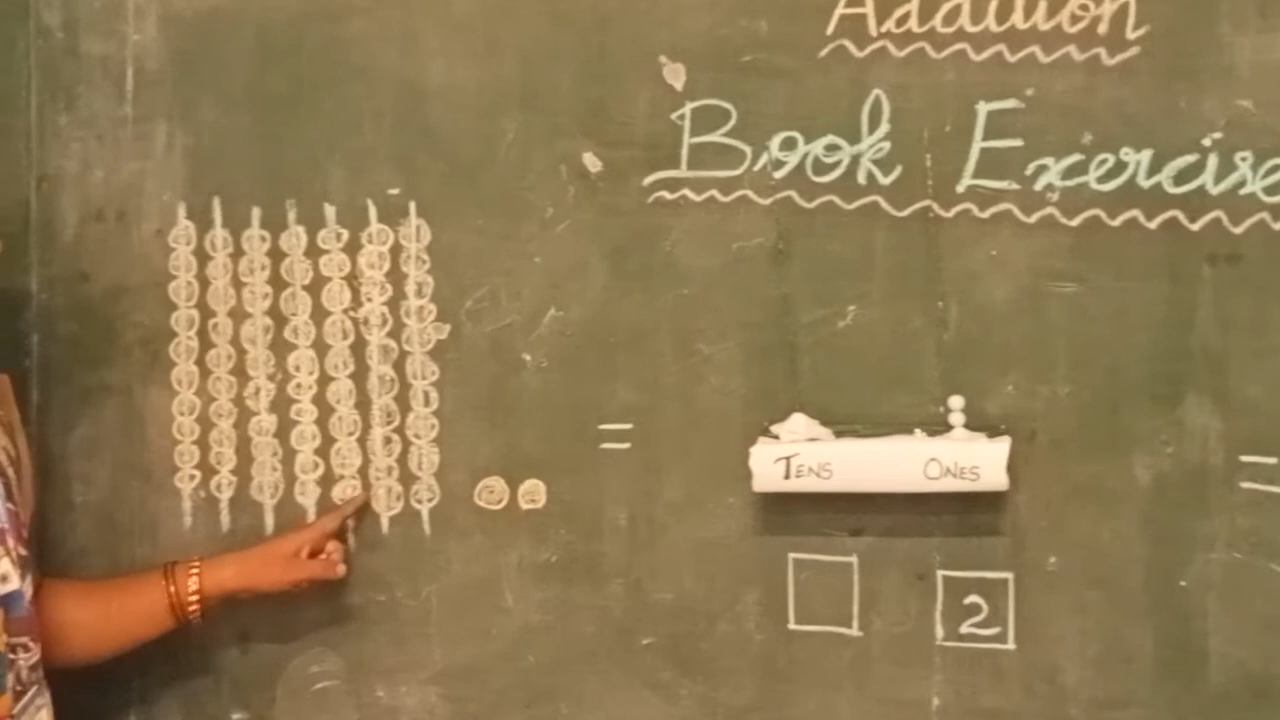 Addition
Book Exercise
=
=
TENS ONES
2